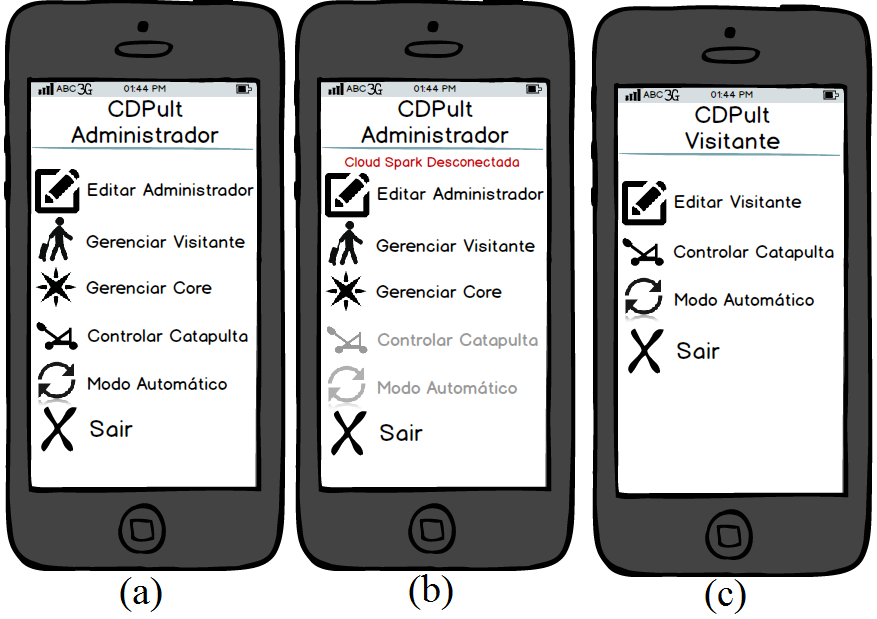 ABC 3G 01:44 PM
CDPult
Administrador
Editar Administrador
Gerenciar Visitante
Gerenciar Core
Controlar Catapulta
Modo Automático
Sair
(a)
ABC 3G 01:44 PM
CDPult
Administrador
Cloud Spark Desconectada
Editar Administrador
Gerenciar Visitante
Gerenciar Core
Controlar Catapulta
Modo Automático
Sair
(b)
ABC 3G 01:44 PM
CDPult
Visitante
Editar Visitante
Controlar Catapulta
Modo Automático
Sair
(c)